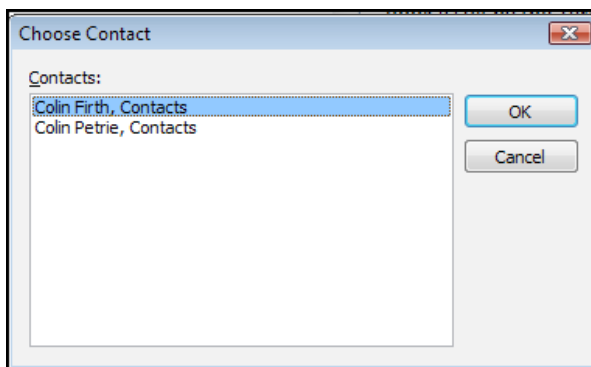 Choose Contact
Contacts:
Colin Firth, Contacts
Colin Petrie, Contacts
OK
Cancel